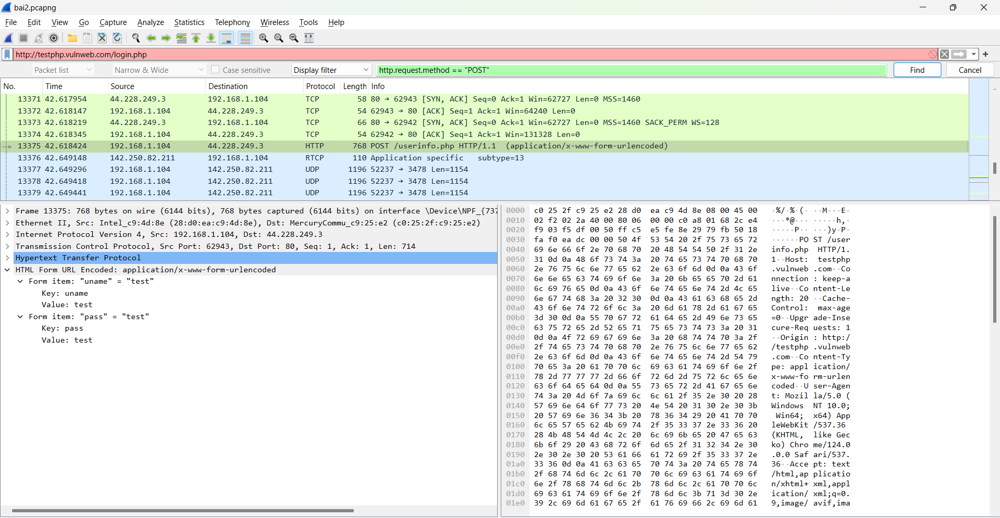 bai2.pcapng
File Edit View Go Capture Analyze Statistics Telephony Wireless Tools Help
http://testphp.vulnweb.com/login.php
Packet list Narrow & Wide Case sensitive Display filter http.request.method == "POST" Find Cancel
No. Time Source Destination Protocol Length Info
13371 42.617954 44.228.249.3 192.168.1.104 TCP 58 80 → 62943 [SYN, ACK] Seq=0 Ack=1 Win=62727 Len=0 MSS=1460
13372 42.618147 192.168.1.104 44.228.249.3 TCP 54 62943 → 80 [ACK] Seq=1 Ack=1 Win=64240 Len=0
13373 42.618219 44.228.249.3 192.168.1.104 TCP 66 80 → 62942 [SYN, ACK] Seq=0 Ack=1 Win=62727 Len=0 MSS=1460 SACK_PERM WS=128
13374 42.618345 192.168.1.104 44.228.249.3 TCP 54 62942 → 80 [ACK] Seq=1 Ack=1 Win=131328 Len=0
13375 42.618424 192.168.1.104 44.228.249.3 HTTP 768 POST /userinfo.php HTTP/1.1 (application/x-www-form-urlencoded)
13376 42.649148 142.250.82.211 192.168.1.104 RTCP 110 Application specific subtype=13
13377 42.649296 192.168.1.104 142.250.82.211 UDP 1196 52237 → 3478 Len=1154
13378 42.649418 192.168.1.104 142.250.82.211 UDP 1196 52237 → 3478 Len=1154
13379 42.649441 192.168.1.104 142.250.82.211 UDP 1196 52237 → 3478 Len=1154
Frame 13375: 768 bytes on wire (6144 bits), 768 bytes captured (6144 bits) on interface \Device\NPF_{737
Ethernet II, Src: Intel_c9:4d:8e (28:d0:ea:c9:4d:8e), Dst: MercuryCommu_c9:25:e2 (c0:25:2f:c9:25:e2)
Internet Protocol Version 4, Src: 192.168.1.104, Dst: 44.228.249.3
Transmission Control Protocol, Src Port: 62943, Dst Port: 80, Seq: 1, Ack: 1, Len: 714
Hypertext Transfer Protocol
HTML Form URL Encoded: application/x-www-form-urlencoded
Form item: "uname" = "test"
Key: uname
Value: test
Form item: "pass" = "test"
Key: pass
Value: test
0000 c0 25 2f c9 25 e2 28 d0 ea c9 4d 8e 08 00 45 00 ·%/·%·(· ··M···E·
0010 02 f2 02 2a 40 00 80 06 00 00 c0 a8 01 68 2c e4 ···*@··· ·····h,·
0020 f9 03 f5 df 00 50 ff c5 e5 fe 8e 29 79 fb 50 18 ·····P·· ···)y·P·
0030 fa f0 ea dc 00 00 50 4f 53 54 20 2f 75 73 65 72 ······PO ST /user
0040 69 6e 66 6f 2e 70 68 70 20 48 54 54 50 2f 31 2e info.php HTTP/1.
0050 31 0d 0a 48 6f 73 74 3a 20 74 65 73 74 70 68 70 1··Host: testphp
0060 2e 76 75 6c 6e 77 65 62 2e 63 6f 6d 0d 0a 43 6f .vulnweb .com··Co
0070 6e 6e 65 63 74 69 6f 6e 3a 20 6b 65 65 70 2d 61 nnection : keep-a
0080 6c 69 76 65 0d 0a 43 6f 6e 74 65 6e 74 2d 4c 65 live··Co ntent-Le
0090 6e 67 74 68 3a 20 32 30 0d 0a 43 61 63 68 65 2d ngth: 20 ··Cache-
00a0 43 6f 6e 74 72 6f 6c 3a 20 6d 61 78 2d 61 67 65 Control: max-age
00b0 3d 30 0d 0a 55 70 67 72 61 64 65 2d 49 6e 73 65 =0··Upgr ade-Inse
00c0 63 75 72 65 2d 52 65 71 75 65 73 74 73 3a 20 31 cure-Req uests: 1
00d0 0d 0a 4f 72 69 67 69 6e 3a 20 68 74 74 70 3a 2f ··Origin : http:/
00e0 2f 74 65 73 74 70 68 70 2e 76 75 6c 6e 77 65 62 /testphp .vulnweb
00f0 2e 63 6f 6d 0d 0a 43 6f 6e 74 65 6e 74 2d 54 79 .com··Co ntent-Ty
0100 70 65 3a 20 61 70 70 6c 69 63 61 74 69 6f 6e 2f pe: appl ication/
0110 78 2d 77 77 77 2d 66 6f 72 6d 2d 75 72 6c 65 6e x-www-fo rm-urlen
0120 63 6f 64 65 64 0d 0a 55 73 65 72 2d 41 67 65 6e coded··U ser-Agen
0130 74 3a 20 4d 6f 7a 69 6c 6c 61 2f 35 2e 30 20 28 t: Mozil la/5.0 (
0140 57 69 6e 64 6f 77 73 20 4e 54 20 31 30 2e 30 3b Windows NT 10.0;
0150 20 57 69 6e 36 34 3b 20 78 36 34 29 20 41 70 70 Win64; x64) App
0160 6c 65 57 65 62 4b 69 74 2f 35 33 37 2e 33 36 20 leWebKit /537.36
0170 28 4b 48 54 4d 4c 2c 20 6c 69 6b 65 20 47 65 63 (KHTML, like Gec
0180 6b 6f 29 20 43 68 72 6f 6d 65 2f 31 32 34 2e 30 ko) Chro me/124.0
0190 2e 30 2e 30 20 53 61 66 61 72 69 2f 35 33 37 2e .0.0 Saf ari/537.
01a0 33 36 0d 0a 41 63 63 65 70 74 3a 20 74 65 78 74 36··Acce pt: text
01b0 2f 68 74 6d 6c 2c 61 70 70 6c 69 63 61 74 69 6f /html,ap plicatio
01c0 6e 2f 78 68 74 6d 6c 2b 78 6d 6c 2c 61 70 70 6c n/xhtml+ xml,appl
01d0 69 63 61 74 69 6f 6e 2f 78 6d 6c 3b 71 3d 30 2e ication/ xml;q=0.
01e0 39 2c 69 6d 61 67 65 2f 61 76 69 66 2c 69 6d 61 9,image/ avif,ima